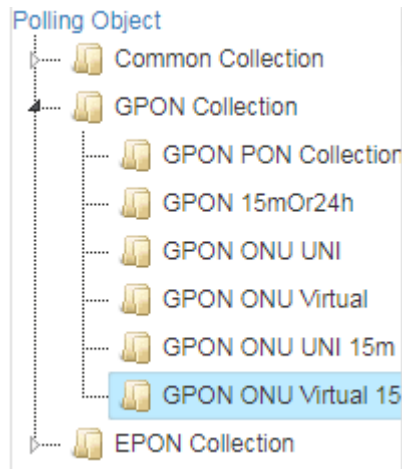 Polling Object
Common Collection
GPON Collection
GPON PON Collection
GPON 15mOr24h
GPON ONU UNI
GPON ONU Virtual
GPON ONU UNI 15m
GPON ONU Virtual 15
EPON Collection